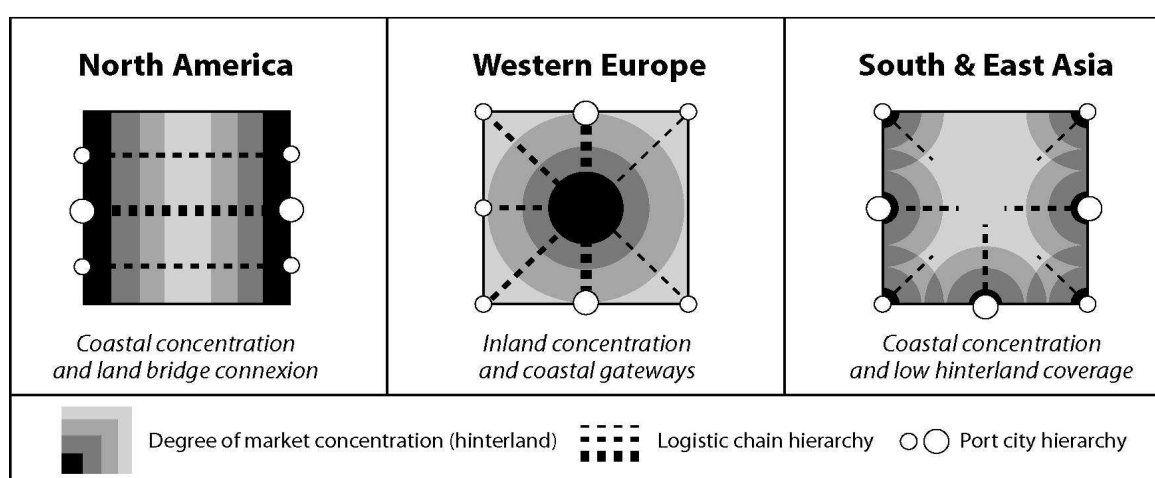 North America
Western Europe
South & East Asia
Coastal concentration
and land bridge connexion
Inland concentration
and coastal gateways
Coastal concentration
and low hinterland coverage
Degree of market concentration (hinterland)
Logistic chain hierarchy
Port city hierarchy